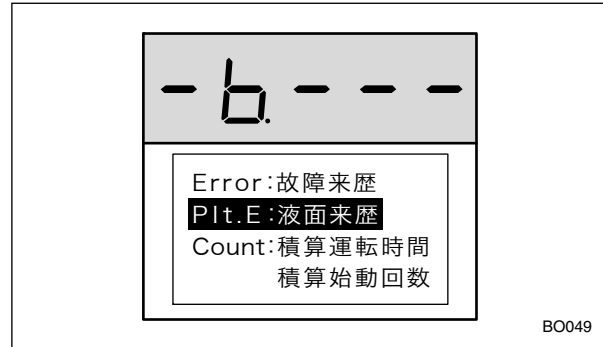 -b.---
Error:故障来歴
Plt.E:液面来歴
Count:積算運転時間
積算始動回数
BO049